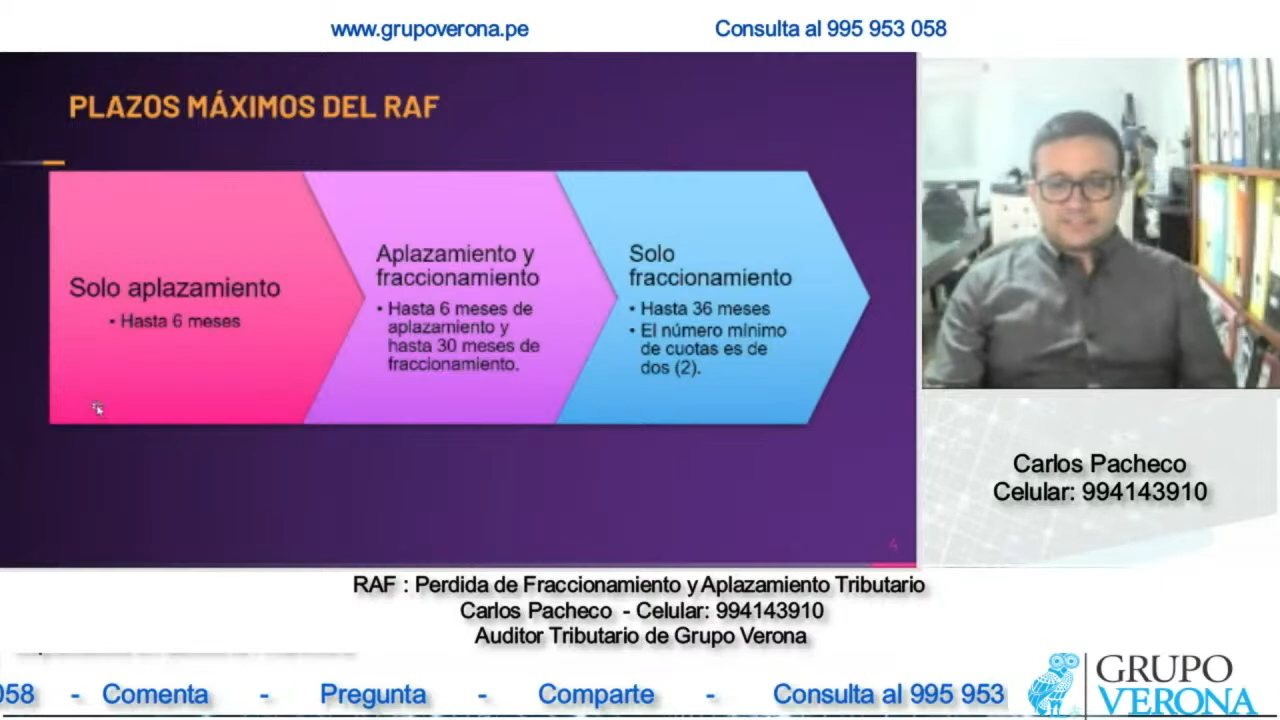 www.grupoverona.pe
Consulta al 995 953 058
PLAZOS MÁXIMOS DEL RAF
Solo aplazamiento
• Hasta 6 meses
Aplazamiento y
fraccionamiento
• Hasta 6 meses de
aplazamiento y
hasta 30 meses de
fraccionamiento.
Solo
fraccionamiento
• Hasta 36 meses
• El número mínimo
de cuotas es de
dos (2).
4
Carlos Pacheco
Celular: 994143910
RAF : Perdida de Fraccionamiento y Aplazamiento Tributario
Carlos Pacheco - Celular: 994143910
Auditor Tributario de Grupo Verona
058 - Comenta - Pregunta - Comparte - Consulta al 995 953
GRUPO
VERONA